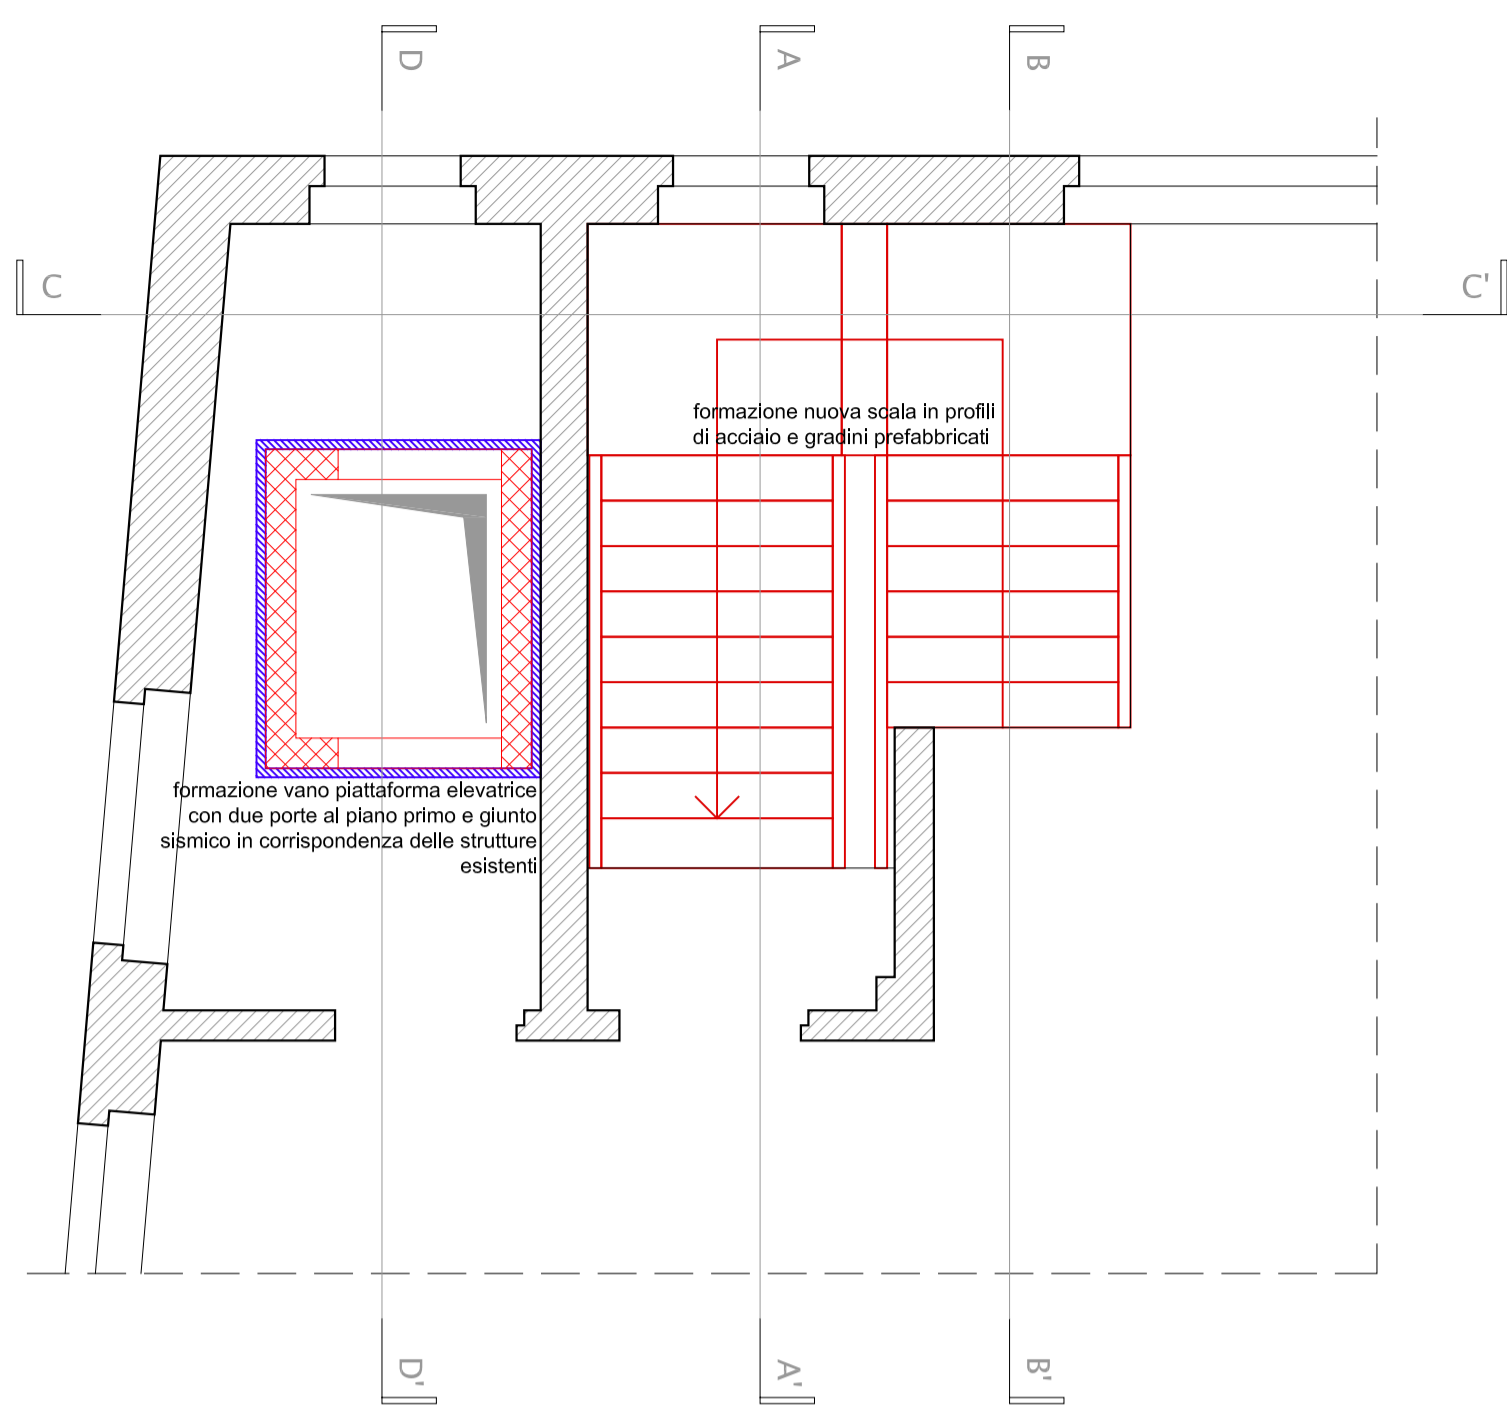 D
A
B
C
C'
formazione nuova scala in profili
di acciaio e gradini prefabbricati
formazione vano piattaforma elevatrice
con due porte al piano primo e giunto
sismico in corrispondenza delle strutture
esistenti
D'
A'
B'